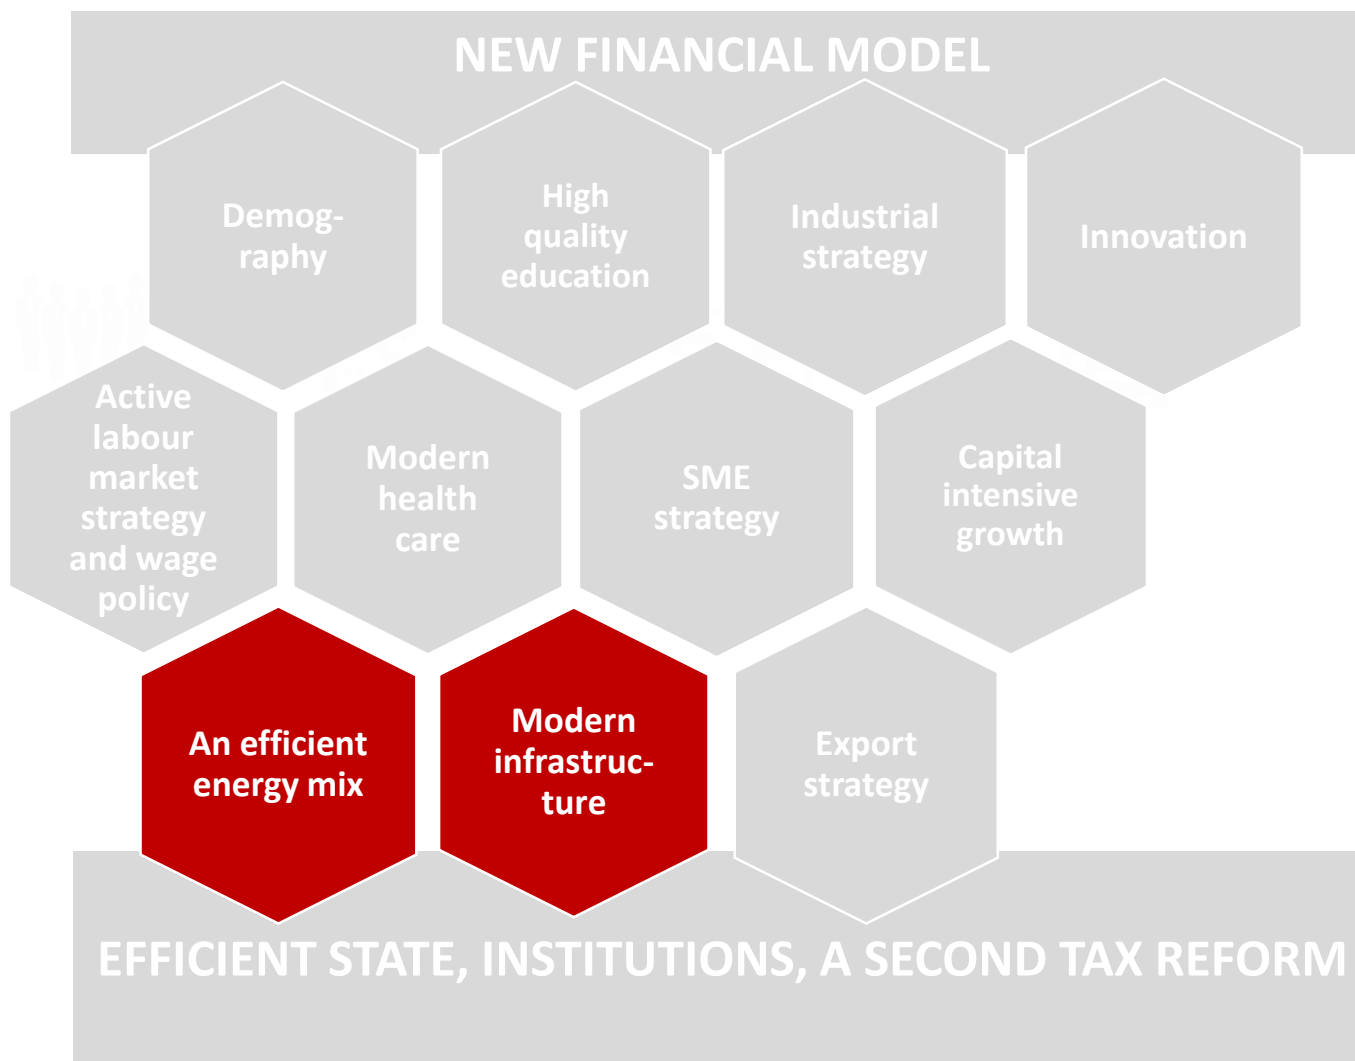 NEW FINANCIAL MODEL
Demog-
raphy
High
quality
education
Industrial
strategy
Innovation
Active
labour
market
strategy
and wage
policy
Modern
health
care
SME
strategy
Capital
intensive
growth
An efficient
energy mix
Modern
infrastruc-
ture
Export
strategy
EFFICIENT STATE, INSTITUTIONS, A SECOND TAX REFORM